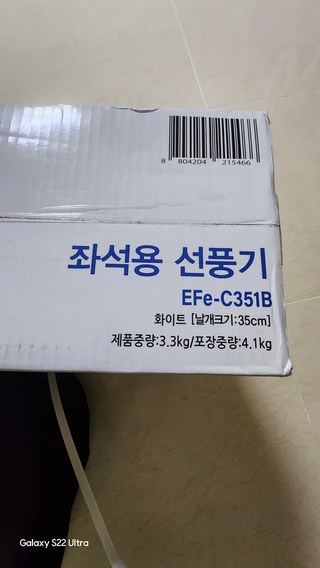 8 804204 215466
좌석용 선풍기
EFe-C351B
화이트 [날개크기:35cm]
제품중량:3.3kg/포장중량:4.1kg
Galaxy S22 Ultra